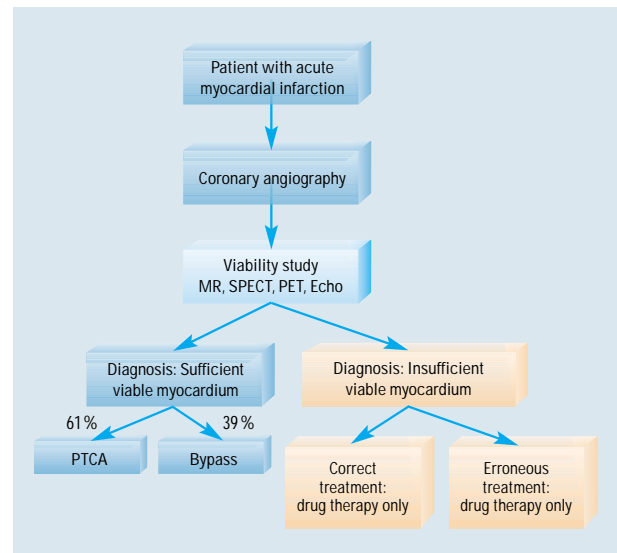 Patient with acute
myocardial infarction
Coronary angiography
Viability study
MR, SPECT, PET, Echo
Diagnosis: Sufficient
viable myocardium
Diagnosis: Insufficient
viable myocardium
61%
39%
PTCA
Bypass
Correct
treatment:
drug therapy only
Erroneous
treatment:
drug therapy only